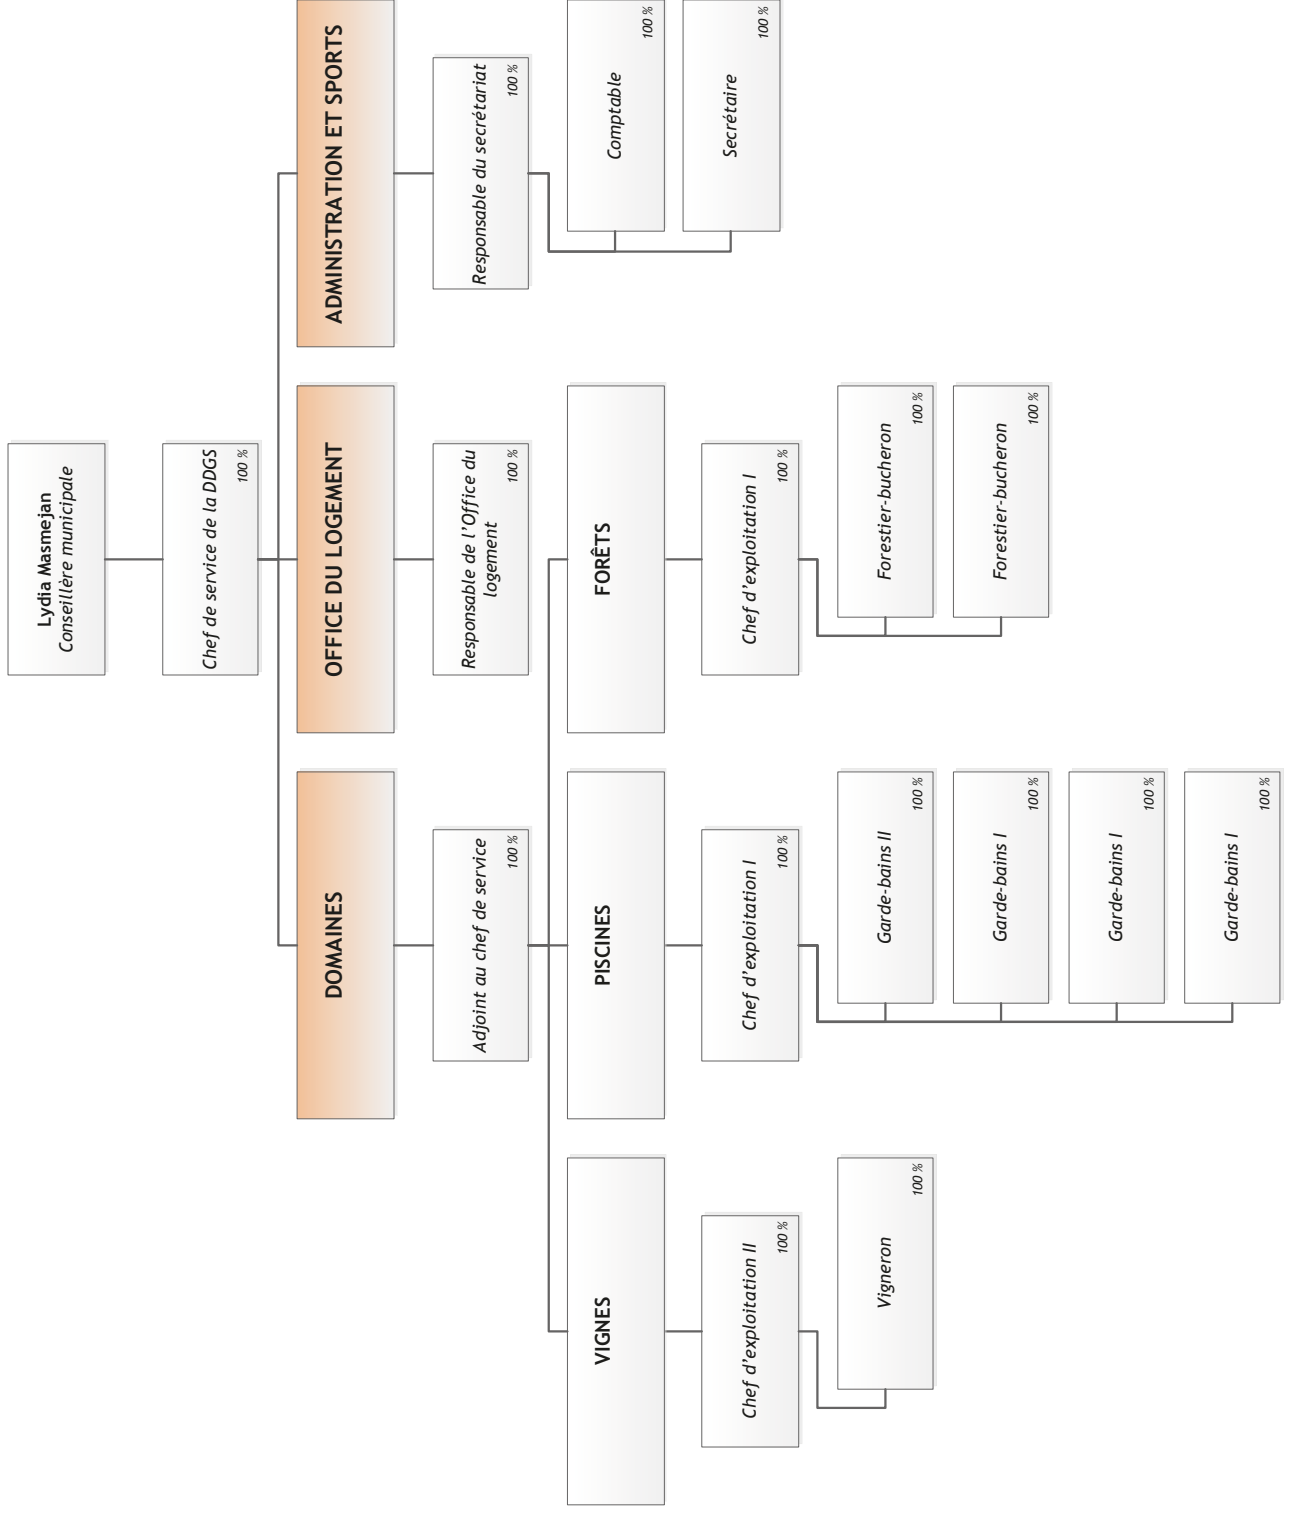 Lydia Masmejan
Conseillère municipale
Chef de service de la DDGS
100 %
DOMAINES
OFFICE DU LOGEMENT
ADMINISTRATION ET SPORTS
Adjoint au chef de service
100 %
Responsable de l'Office du
logement
100 %
Responsable du secrétariat
100 %
VIGNES
PISCINES
FORÊTS
Comptable
100 %
Secrétaire
100 %
Chef d'exploitation II
100 %
Chef d'exploitation I
100 %
Chef d'exploitation I
100 %
Vigneron
100 %
Garde-bains II
100 %
Forestier-bucheron
100 %
Garde-bains I
100 %
Forestier-bucheron
100 %
Garde-bains I
100 %
Garde-bains I
100 %